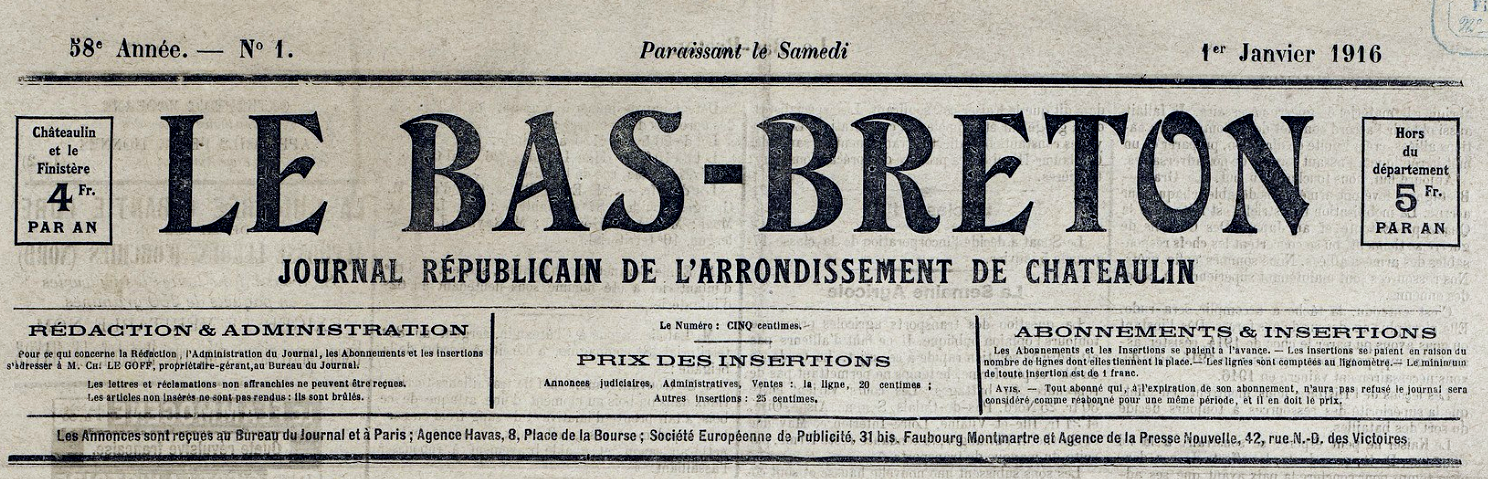 58e Année. — No 1.
Paraissant le Samedi
1er Janvier 1916
Châteaulin
et le
Finistère
4 Fr.
PAR AN
LE BAS-BRETON
Hors
du
département
5 Fr.
PAR AN
JOURNAL RÉPUBLICAIN DE L'ARRONDISSEMENT DE CHATEAULIN
RÉDACTION & ADMINISTRATION
Pour ce qui concerne la Rédaction, l'Administration du Journal, les Abonnements et les insertions
s'adresser à M. CH. LE GOFF, propriétaire-gérant, au Bureau du Journal.
Les lettres et réclamations non affranchies ne peuvent être reçues.
Les articles non insérés ne sont pas rendus : ils sont brûlés.
Le Numéro : CINQ centimes.
PRIX DES INSERTIONS
Annonces judiciaires, Administratives, Ventes : la ligne, 20 centimes ;
Autres insertions : 25 centimes.
ABONNEMENTS & INSERTIONS
Les Abonnements et les Insertions se paient à l'avance. — Les insertions se paient en raison du
nombre de lignes dont elles tiennent la place. — Les lignes sont comptées au lignomètre. — Le minimum
de toute insertion est de 1 franc.
AVIS. — Tout abonné qui, à l'expiration de son abonnement, n'aura pas refusé le journal sera
considéré comme réabonné pour une même période, et il en doit le prix.
Les Annonces sont reçues au Bureau du Journal et à Paris ; Agence Havas, 8, Place de la Bourse ; Société Européenne de Publicité, 31 bis, Faubourg Montmartre et Agence de la Presse Nouvelle, 42, rue N.-D. des Victoires